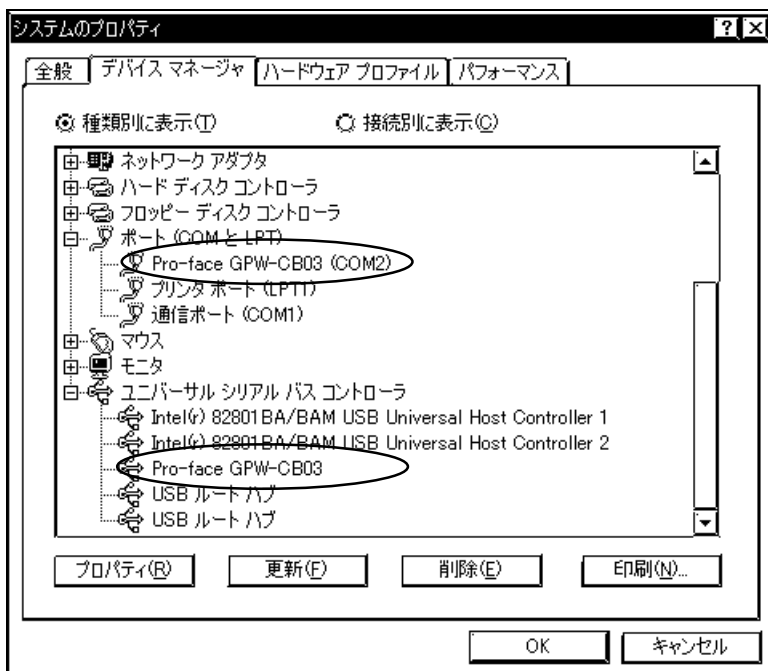 システムのプロパティ
全般 デバイス マネージャ ハードウェア プロファイル パフォーマンス
種類別に表示(T) 接続別に表示(C)
ネットワーク アダプタ
ハード ディスク コントローラ
フロッピー ディスク コントローラ
ポート (COM と LPT)
Pro-face GPW-CB03 (COM2)
プリンタ ポート (LPT1)
通信ポート (COM1)
マウス
モニタ
ユニバーサル シリアル バス コントローラ
Intel(r) 82801BA/BAM USB Universal Host Controller 1
Intel(r) 82801BA/BAM USB Universal Host Controller 2
Pro-face GPW-CB03
USB ルート ハブ
USB ルート ハブ
プロパティ(R) 更新(F) 削除(E) 印刷(N)...
OK キャンセル